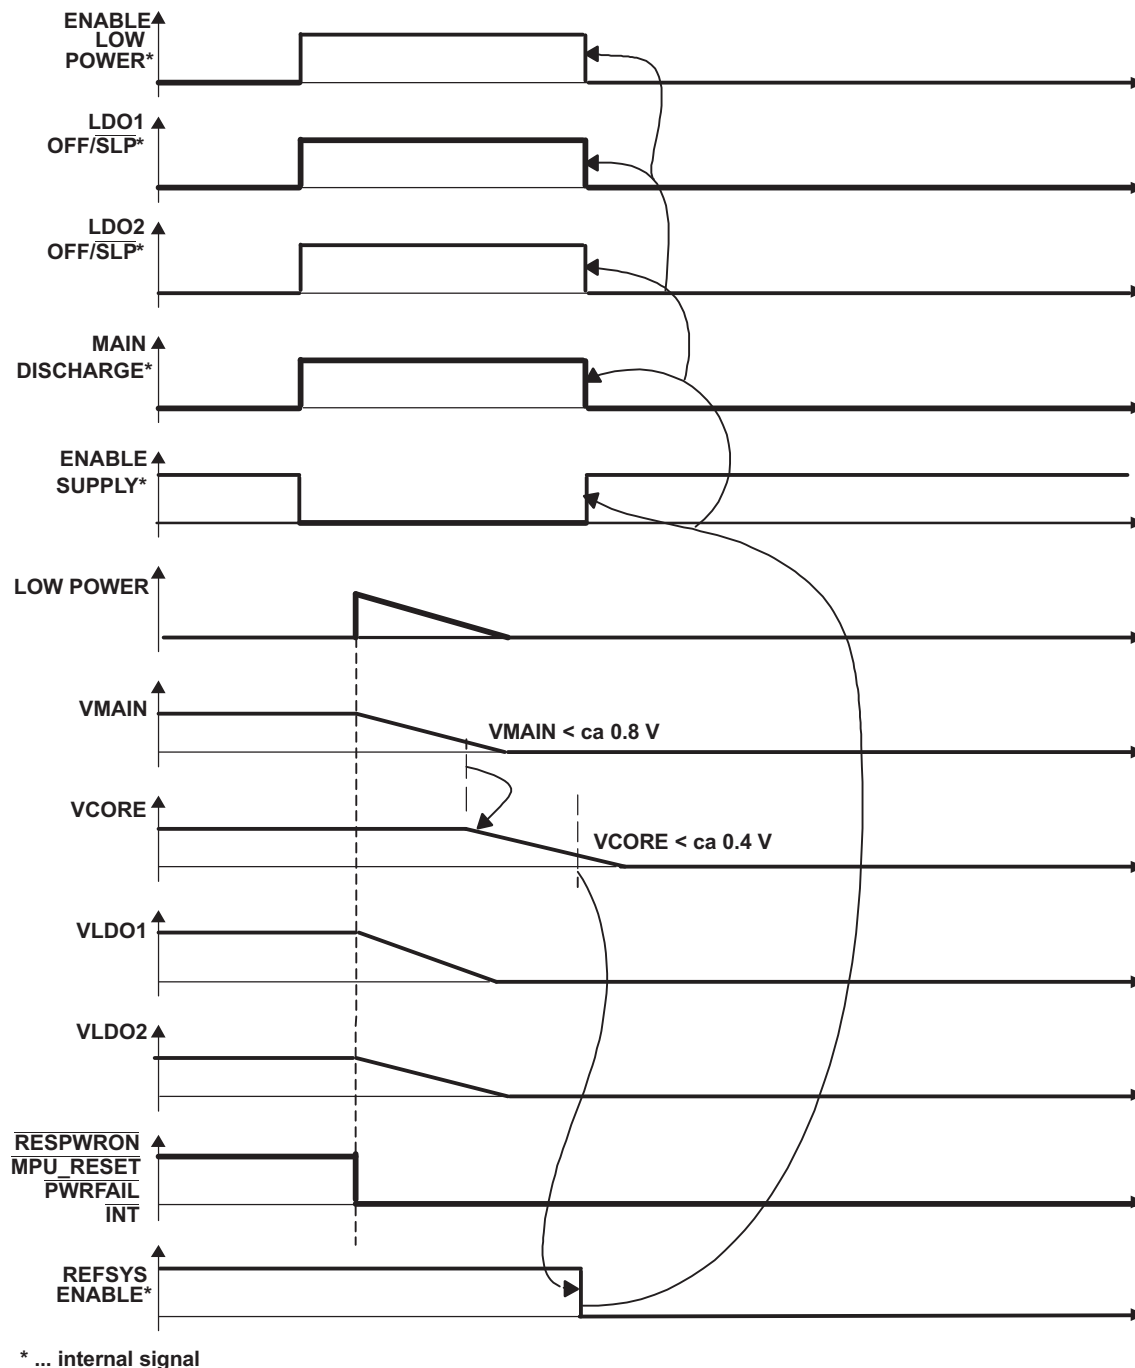 ENABLE
LOW
POWER*
LDO1
OFF/SLP*
LDO2
OFF/SLP*
MAIN
DISCHARGE*
ENABLE
SUPPLY*
LOW POWER
VMAIN
VMAIN < ca 0.8 V
VCORE
VCORE < ca 0.4 V
VLDO1
VLDO2
RESPWRON
MPU_RESET
PWRFAIL
INT
REFSYS
ENABLE*
* ... internal signal